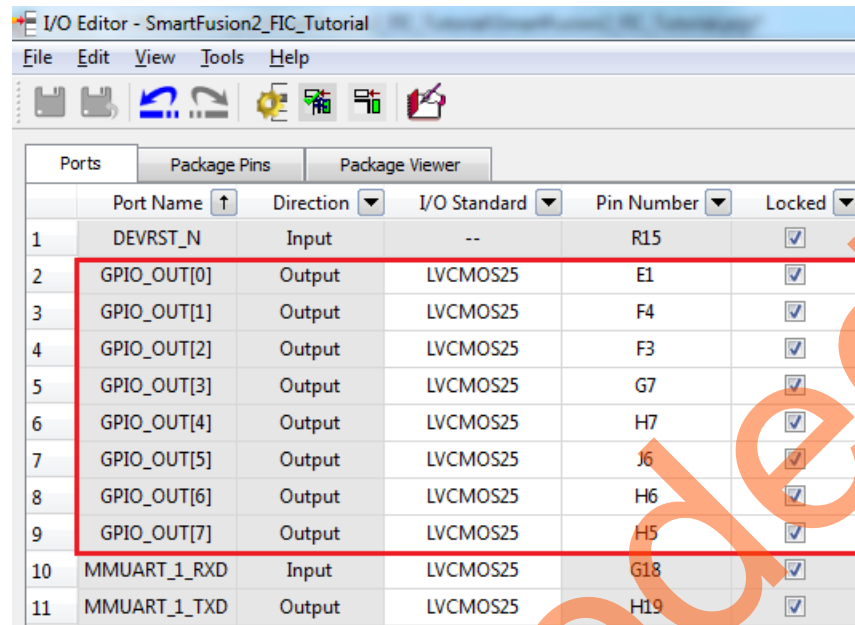 I/O Editor - SmartFusion2_FIC_Tutorial
File Edit View Tools Help
Ports Package Pins Package Viewer
Port Name Direction I/O Standard Pin Number Locked
1 DEVRST_N Input -- R15
2 GPIO_OUT[0] Output LVCMOS25 E1
3 GPIO_OUT[1] Output LVCMOS25 F4
4 GPIO_OUT[2] Output LVCMOS25 F3
5 GPIO_OUT[3] Output LVCMOS25 G7
6 GPIO_OUT[4] Output LVCMOS25 H7
7 GPIO_OUT[5] Output LVCMOS25 J6
8 GPIO_OUT[6] Output LVCMOS25 H6
9 GPIO_OUT[7] Output LVCMOS25 H5
10 MMUART_1_RXD Input LVCMOS25 G18
11 MMUART_1_TXD Output LVCMOS25 H19